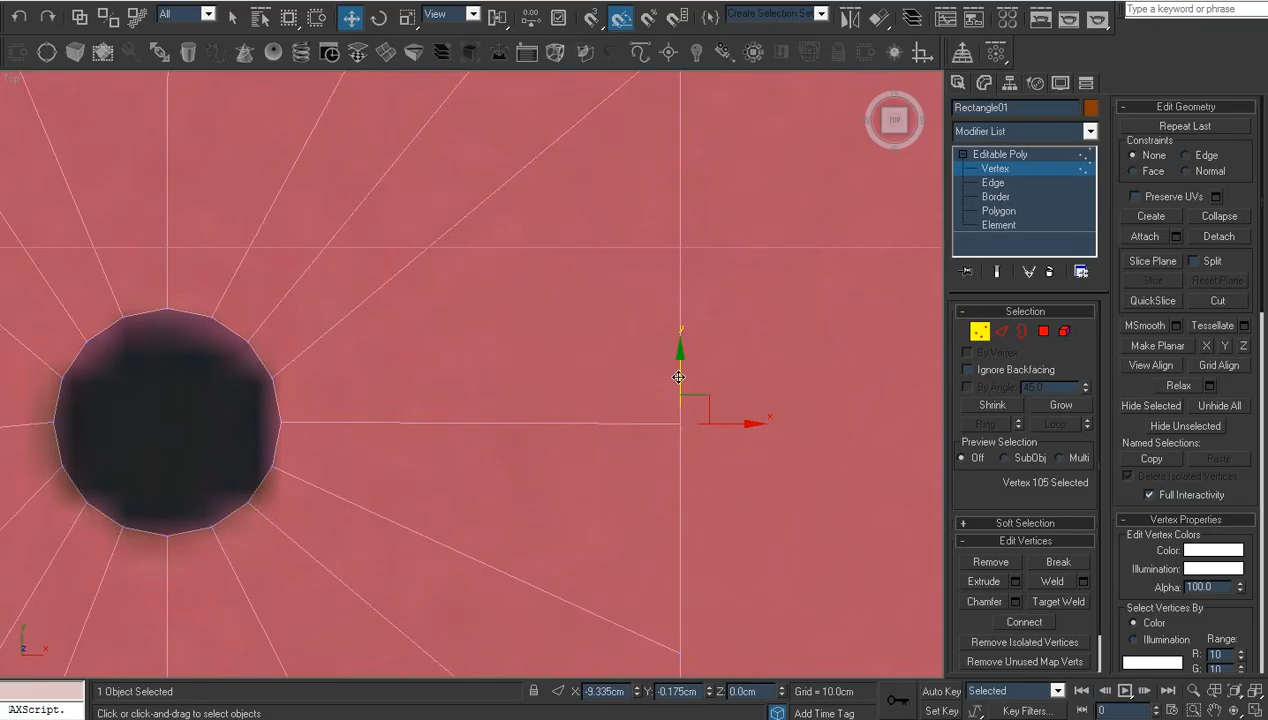 All
View
Create Selection Set
Type a keyword or phrase
Top
TOP
Rectangle01
Modifier List
Editable Poly
Vertex
Edge
Border
Polygon
Element
Selection
By Vertex
Ignore Backfacing
By Angle: 45.0
Shrink
Grow
Ring
Loop
Preview Selection
Off
SubObj
Multi
Vertex 105 Selected
Soft Selection
Edit Vertices
Remove
Break
Extrude
Weld
Chamfer
Target Weld
Connect
Remove Isolated Vertices
Remove Unused Map Verts
Edit Geometry
Repeat Last
Constraints
None
Edge
Face
Normal
Preserve UVs
Create
Collapse
Attach
Detach
Slice Plane
Split
Slice
Reset Plane
QuickSlice
Cut
MSmooth
Tessellate
Make Planar
X
Y
Z
View Align
Grid Align
Relax
Hide Selected
Unhide All
Hide Unselected
Named Selections:
Copy
Paste
Delete Isolated Vertices
Full Interactivity
Vertex Properties
Edit Vertex Colors
Color:
Illumination:
Alpha: 100.0
Select Vertices By
Color
Illumination
Range:
R: 10
G: 10
y
x
y
z
x
1 Object Selected
X: -9.335cm
Y: -0.175cm
Z: 0.0cm
Grid = 10.0cm
Auto Key
Selected
AXScript.
Click or click-and-drag to select objects
Add Time Tag
Set Key
Key Filters...
0